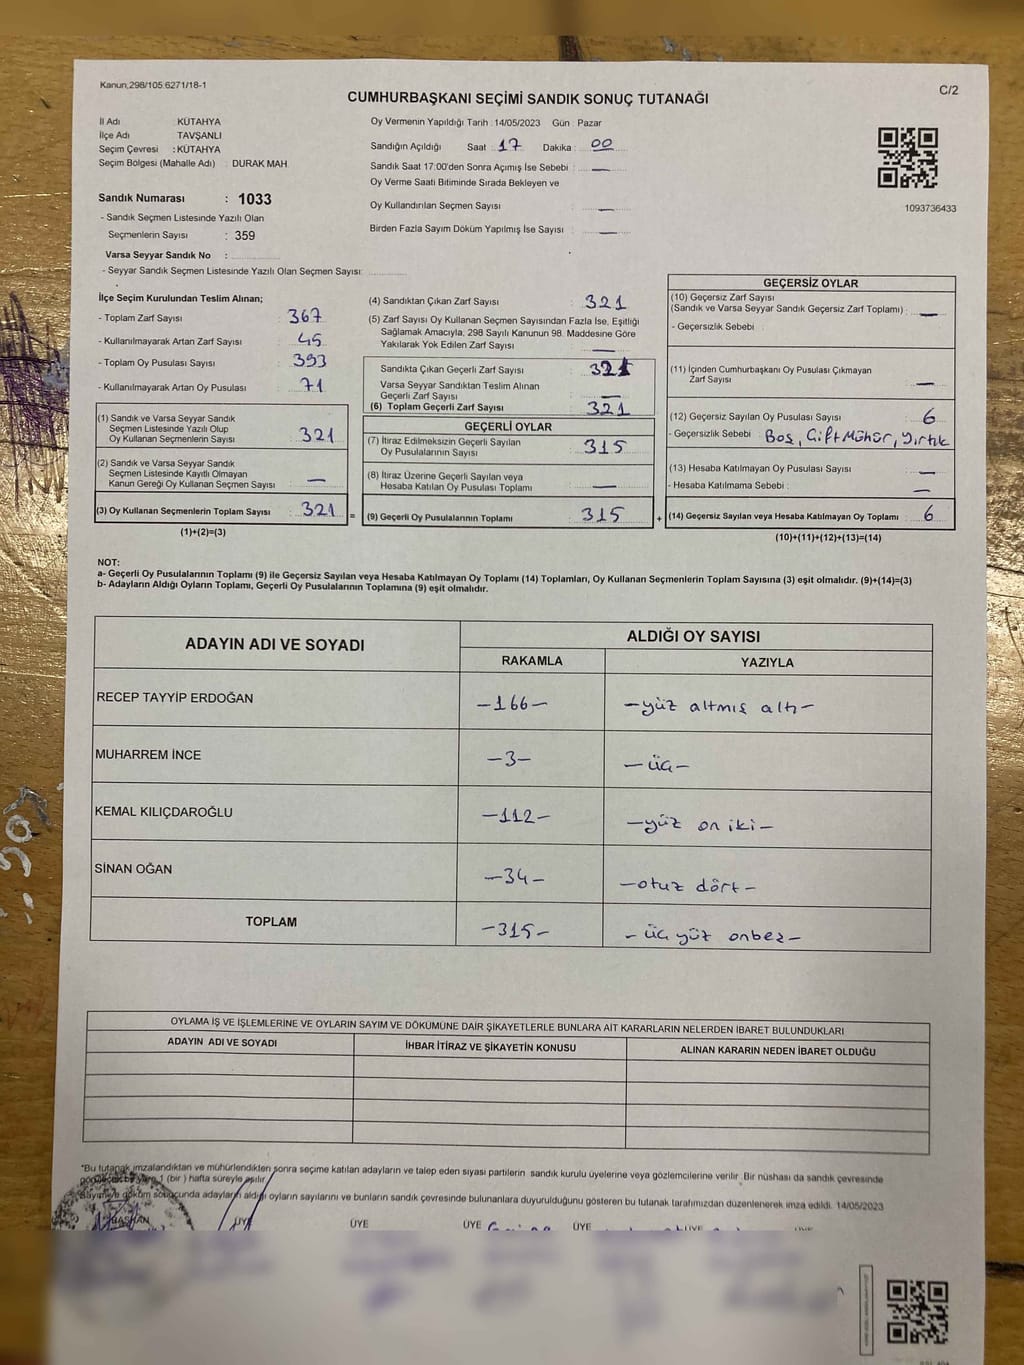 Kanun;298/105.6271/18-1
C/2
CUMHURBAŞKANI SEÇİMİ SANDIK SONUÇ TUTANAĞI
İl Adı : KÜTAHYA
İlçe Adı : TAVŞANLI
Seçim Çevresi : KÜTAHYA
Seçim Bölgesi (Mahalle Adı) : DURAK MAH.
Sandık Numarası : 1033
- Sandık Seçmen Listesinde Yazılı Olan
Seçmenlerin Sayısı : 359
Varsa Seyyar Sandık No :
- Seyyar Sandık Seçmen Listesinde Yazılı Olan Seçmen Sayısı:
Oy Vermenin Yapıldığı Tarih : 14/05/2023 Gün : Pazar
Sandığın Açıldığı Saat : 17 Dakika : 00
Sandık Saat 17:00'den Sonra Açımış İse Sebebi : —
Oy Verme Saati Bitiminde Sırada Bekleyen ve
Oy Kullandırılan Seçmen Sayısı —
Birden Fazla Sayım Döküm Yapılmış İse Sayısı : —
1093736433
İlçe Seçim Kurulundan Teslim Alınan;
- Toplam Zarf Sayısı : 367
- Kullanılmayarak Artan Zarf Sayısı : 45
- Toplam Oy Pusulası Sayısı : 393
- Kullanılmayarak Artan Oy Pusulası : 71
(1) Sandık ve Varsa Seyyar Sandık
Seçmen Listesinde Yazılı Olup
Oy Kullanan Seçmenlerin Sayısı : 321
(2) Sandık ve Varsa Seyyar Sandık
Seçmen Listesinde Kayıtlı Olmayan
Kanun Gereği Oy Kullanan Seçmen Sayısı : —
(3) Oy Kullanan Seçmenlerin Toplam Sayısı : 321
(1)+(2)=(3)
=
(4) Sandıktan Çıkan Zarf Sayısı : 321
(5) Zarf Sayısı Oy Kullanan Seçmen Sayısından Fazla İse, Eşitliği
Sağlamak Amacıyla, 298 Sayılı Kanunun 98. Maddesine Göre
Yakılarak Yok Edilen Zarf Sayısı : —
Sandıkta Çıkan Geçerli Zarf Sayısı : 321
Varsa Seyyar Sandıktan Teslim Alınan
Geçerli Zarf Sayısı : —
(6) Toplam Geçerli Zarf Sayısı : 321
GEÇERLİ OYLAR
(7) İtiraz Edilmeksizin Geçerli Sayılan
Oy Pusulalarının Sayısı : 315
(8) İtiraz Üzerine Geçerli Sayılan veya
Hesaba Katılan Oy Pusulası Toplamı : —
(9) Geçerli Oy Pusulalarının Toplamı : 315
+
GEÇERSİZ OYLAR
(10) Geçersiz Zarf Sayısı
(Sandık ve Varsa Seyyar Sandık Geçersiz Zarf Toplamı) : —
- Geçersizlik Sebebi :
(11) İçinden Cumhurbaşkanı Oy Pusulası Çıkmayan
Zarf Sayısı : —
(12) Geçersiz Sayılan Oy Pusulası Sayısı : 6
- Geçersizlik Sebebi : Boş, Çift Mühür, Yırtık
(13) Hesaba Katılmayan Oy Pusulası Sayısı : —
- Hesaba Katılmama Sebebi : —
(14) Geçersiz Sayılan veya Hesaba Katılmayan Oy Toplamı : 6
(10)+(11)+(12)+(13)=(14)
NOT:
a- Geçerli Oy Pusulalarının Toplamı (9) ile Geçersiz Sayılan veya Hesaba Katılmayan Oy Toplamı (14) Toplamları, Oy Kullanan Seçmenlerin Toplam Sayısına (3) eşit olmalıdır. (9)+(14)=(3)
b- Adayların Aldığı Oyların Toplamı, Geçerli Oy Pusulalarının Toplamına (9) eşit olmalıdır.
ADAYIN ADI VE SOYADI ALDIĞI OY SAYISI
RAKAMLA YAZIYLA
RECEP TAYYİP ERDOĞAN -166- -yüz altmış altı-
MUHARREM İNCE -3- -üç-
KEMAL KILIÇDAROĞLU -112- -yüz on iki-
SİNAN OĞAN -34- -otuz dört-
TOPLAM -315- -üç yüz onbeş-
OYLAMA İŞ VE İŞLEMLERİNE VE OYLARIN SAYIM VE DÖKÜMÜNE DAİR ŞİKAYETLERLE BUNLARA AİT KARARLARIN NELERDEN İBARET BULUNDUKLARI
ADAYIN ADI VE SOYADI İHBAR İTİRAZ VE ŞİKAYETİN KONUSU ALINAN KARARIN NEDEN İBARET OLDUĞU
*Bu tutanak imzalandıktan ve mühürlendikten sonra seçime katılan adayların ve talep eden siyasi partilerin sandık kurulu üyelerine veya gözlemcilerine verilir. Bir nüshası da sandık çevresinde
1 (bir) hafta süreyle asılır.
Sayım ve döküm sonucunda adayların aldığı oyların sayılarını ve bunların sandık çevresinde bulunanlara duyurulduğunu gösteren bu tutanak tarafımızdan düzenlenerek imza edildi. 14/05/2023
BAŞKAN ÜYE ÜYE ÜYE ÜYE ÜYE